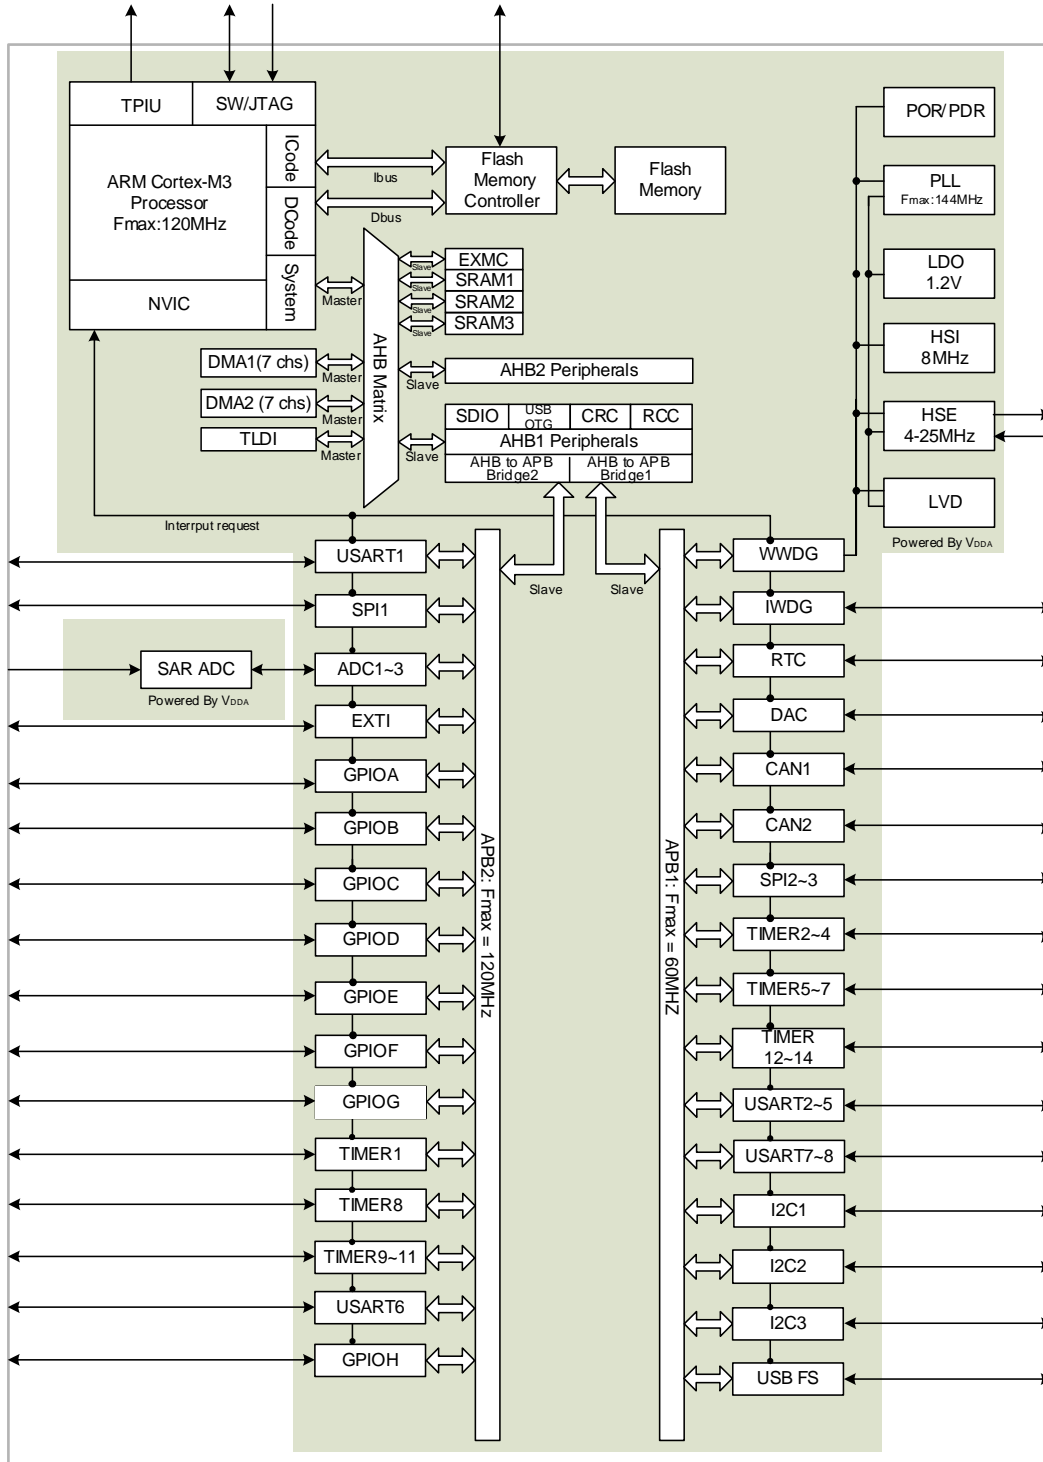 TPIU
SW/JTAG
ARM Cortex-M3
Processor
Fmax:120MHz
ICode
DCode
System
NVIC
Ibus
Dbus
Flash
Memory
Controller
Flash
Memory
POR/PDR
PLL
Fmax:144MHz
LDO
1.2V
HSI
8MHz
HSE
4-25MHz
LVD
Powered By VDDA
Master
AHB Matrix
Slave
EXMC
Slave
SRAM1
Slave
SRAM2
Slave
SRAM3
DMA1(7 chs)
Master
DMA2 (7 chs)
Master
TLDI
Master
Slave
AHB2 Peripherals
SDIO
USB
OTG
CRC
RCC
Slave
AHB1 Peripherals
AHB to APB
Bridge2
AHB to APB
Bridge1
Interrput request
Slave
Slave
USART1
SPI1
SAR ADC
Powered By VDDA
ADC1~3
EXTI
GPIOA
GPIOB
GPIOC
GPIOD
GPIOE
GPIOF
GPIOG
TIMER1
TIMER8
TIMER9~11
USART6
GPIOH
APB2: Fmax = 120MHz
APB1: Fmax = 60MHZ
WWDG
IWDG
RTC
DAC
CAN1
CAN2
SPI2~3
TIMER2~4
TIMER5~7
TIMER
12~14
USART2~5
USART7~8
I2C1
I2C2
I2C3
USB FS